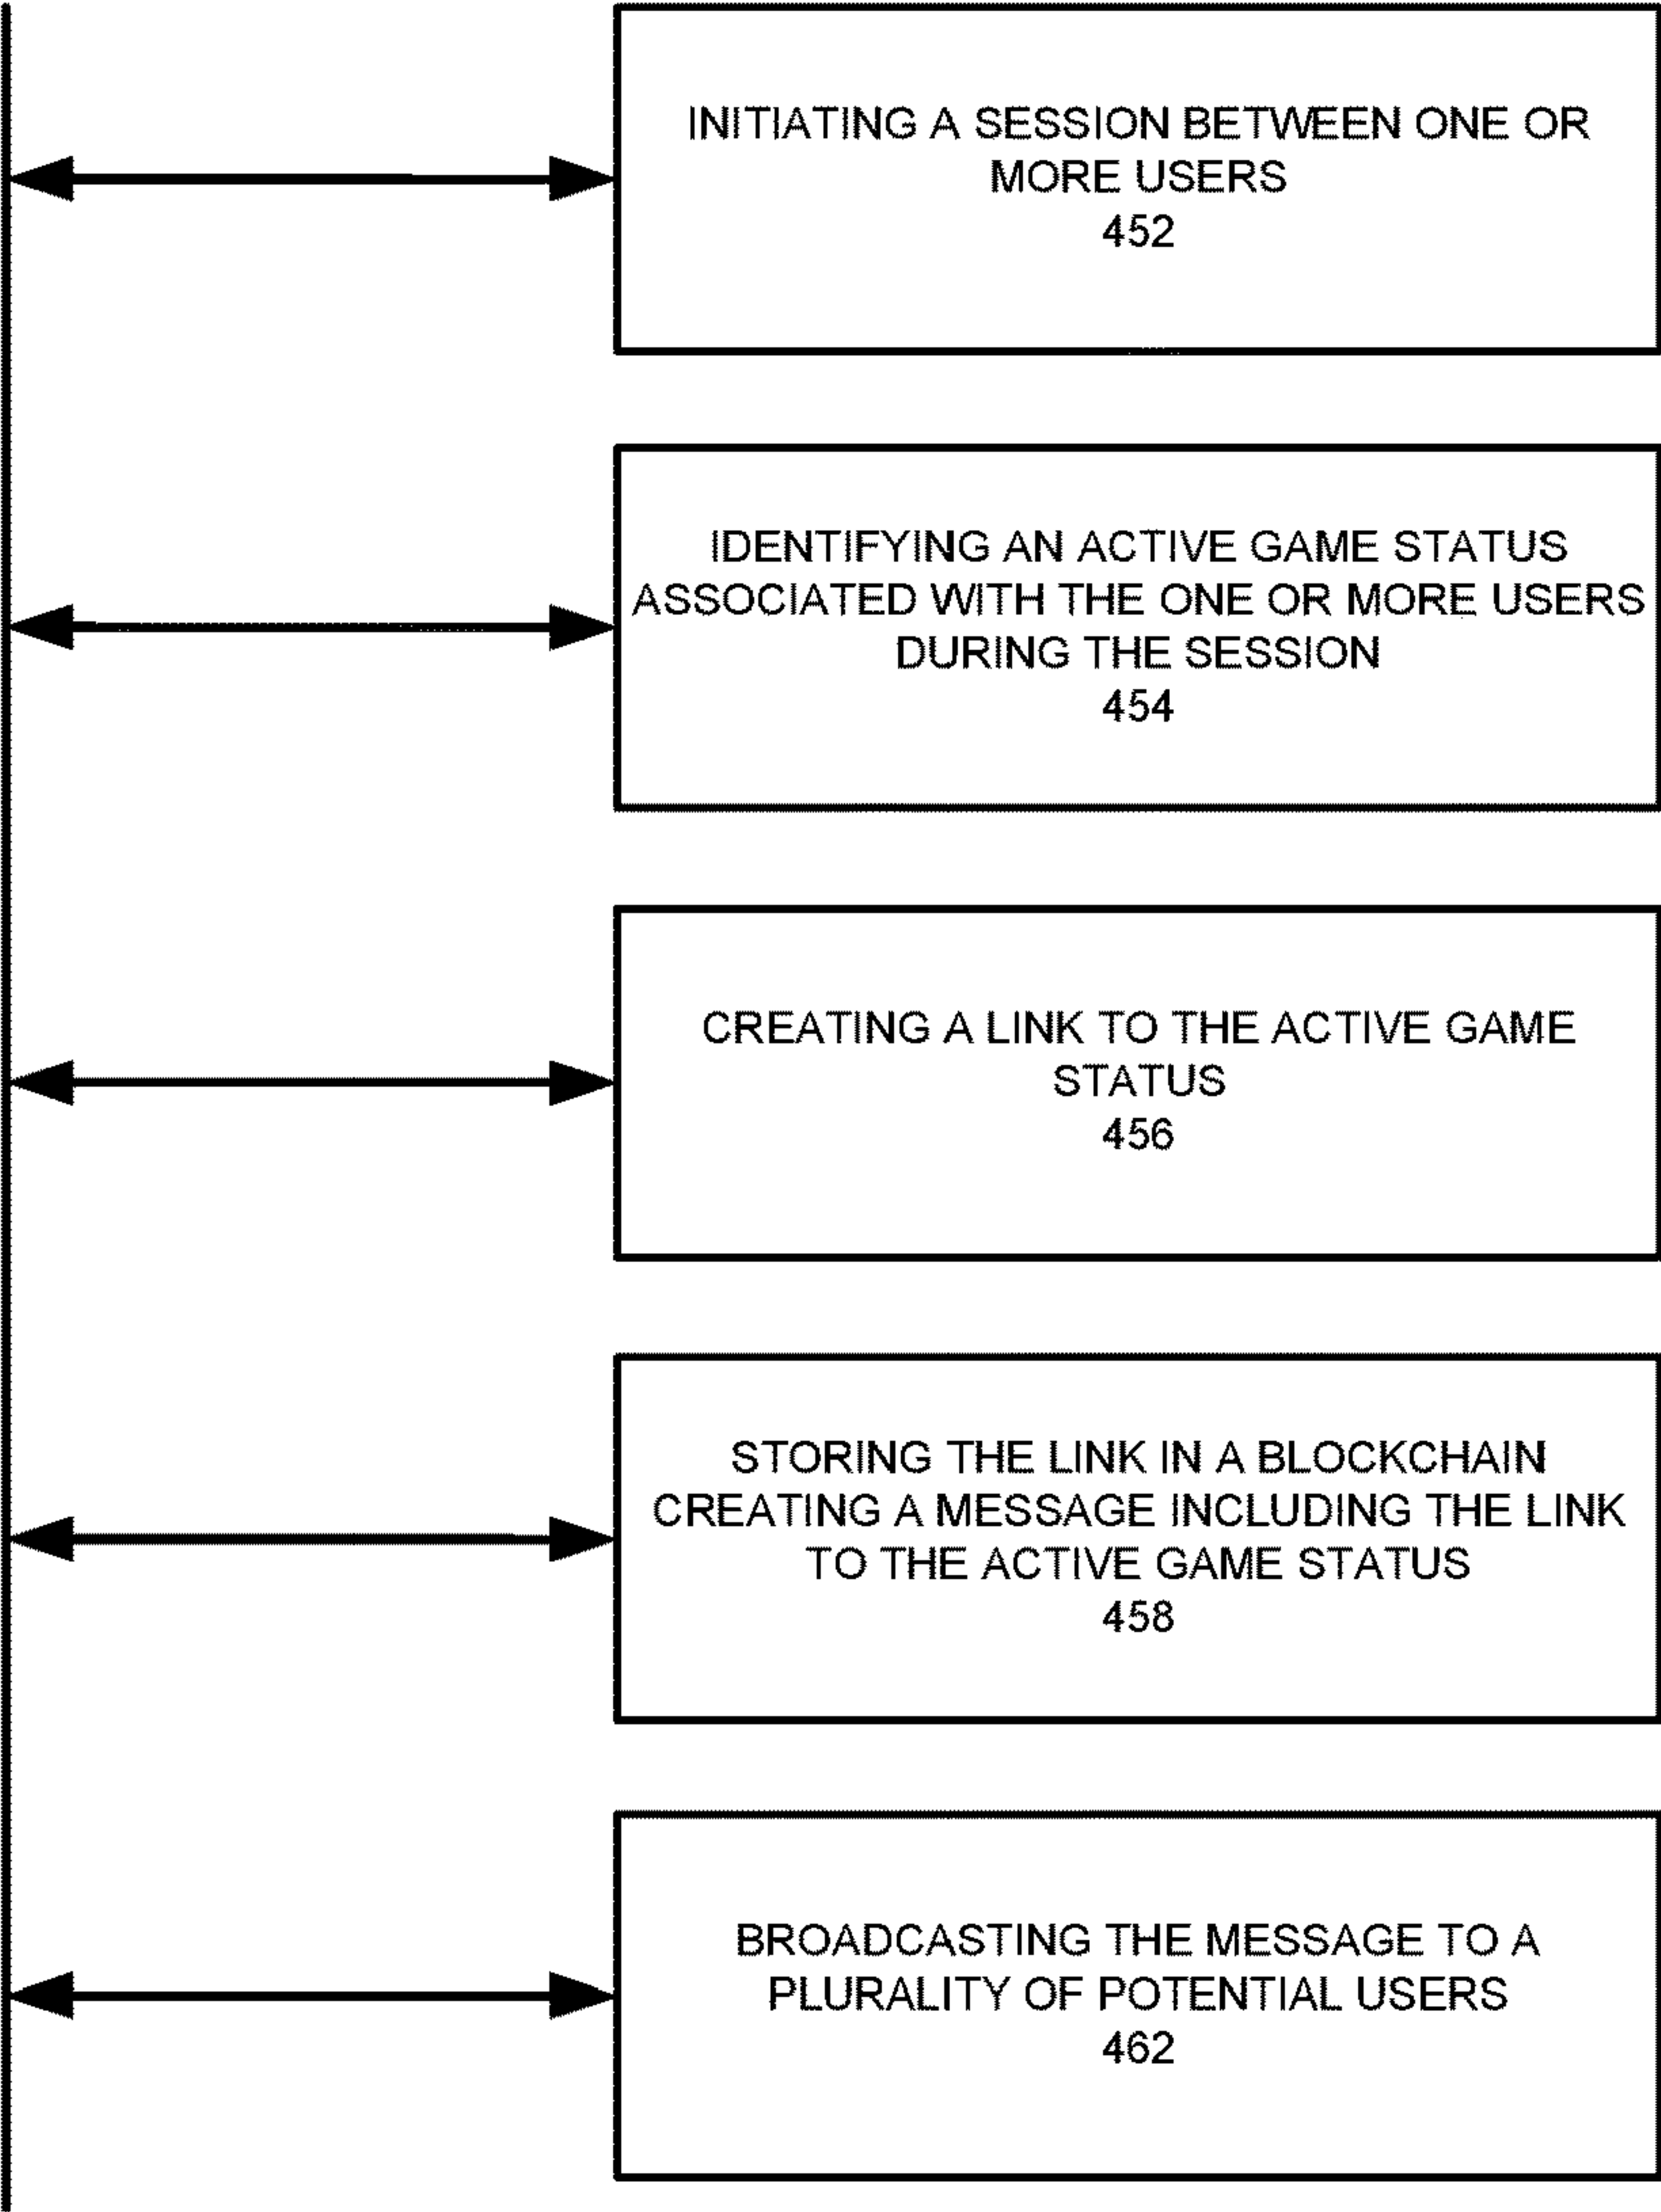 INITIATING A SESSION BETWEEN ONE OR
MORE USERS
452
IDENTIFYING AN ACTIVE GAME STATUS
ASSOCIATED WITH THE ONE OR MORE USERS
DURING THE SESSION
454
CREATING A LINK TO THE ACTIVE GAME
STATUS
456
STORING THE LINK IN A BLOCKCHAIN
CREATING A MESSAGE INCLUDING THE LINK
TO THE ACTIVE GAME STATUS
458
BROADCASTING THE MESSAGE TO A
PLURALITY OF POTENTIAL USERS
462